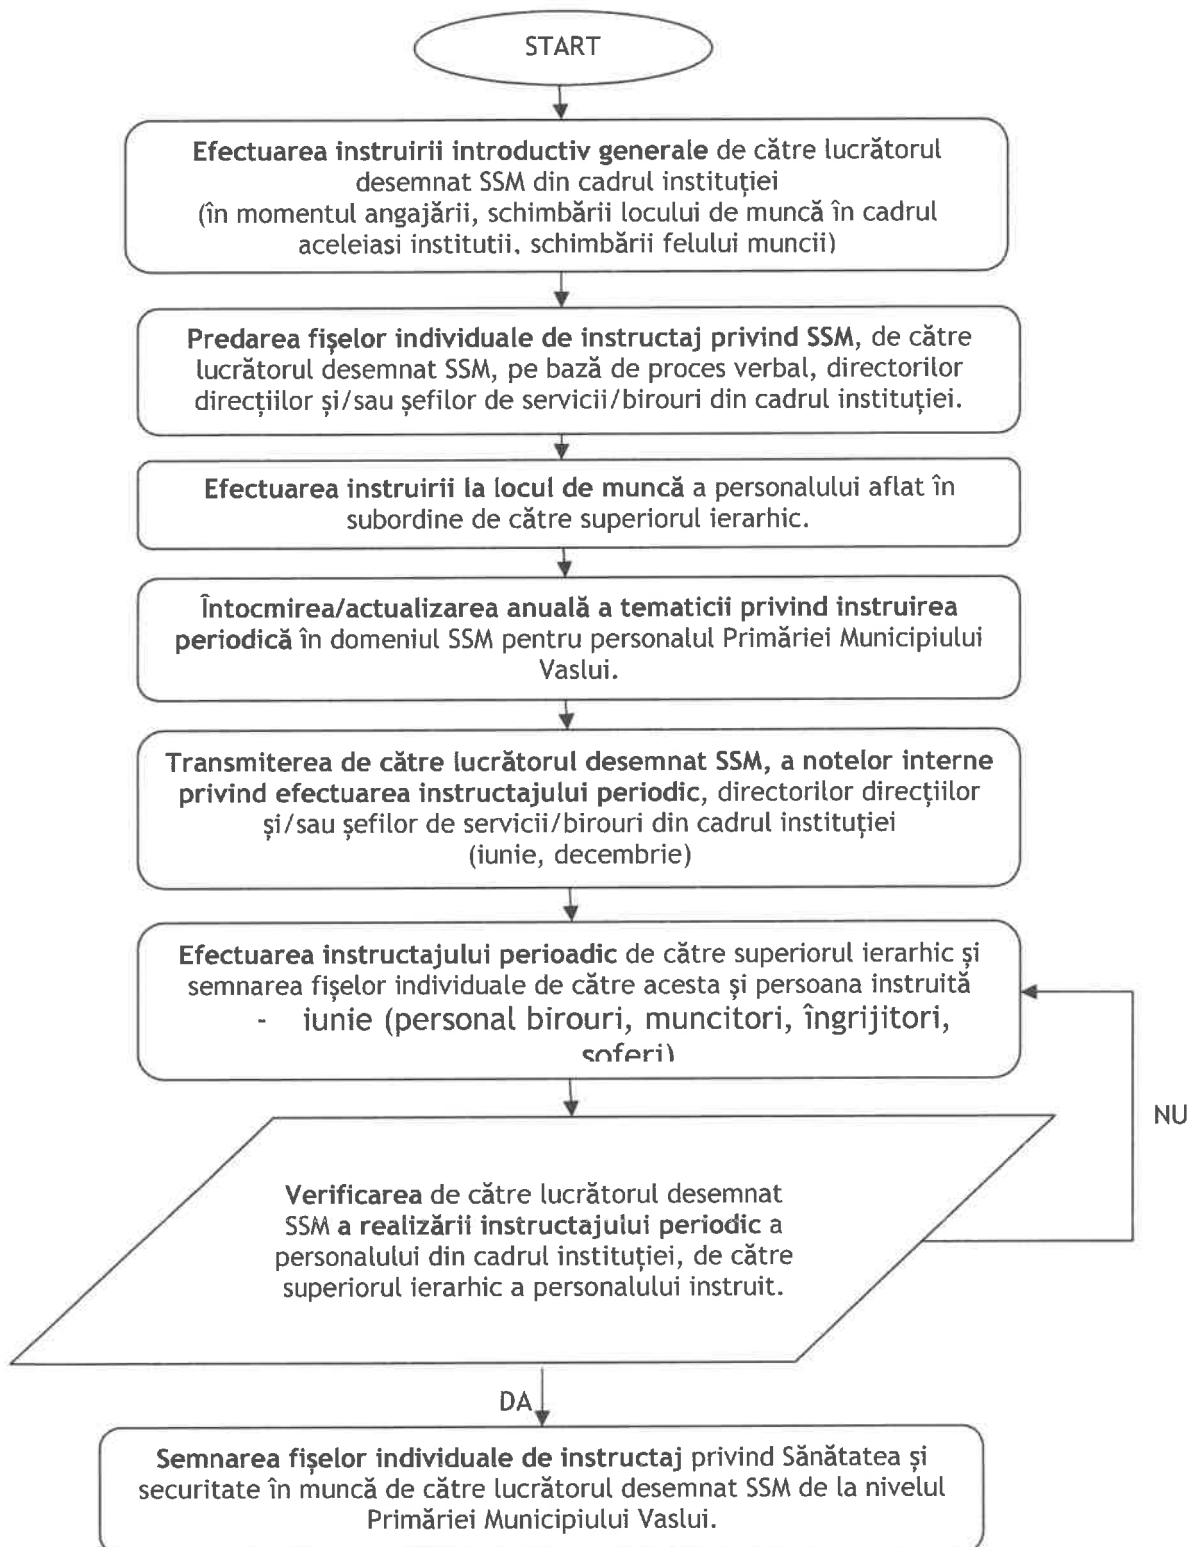 START
Efectuarea instruirii introductiv generale de către lucrătorul
desemnat SSM din cadrul instituției
(în momentul angajării, schimbării locului de muncă în cadrul
aceleiasi institutii, schimbării felului muncii)
Predarea fișelor individuale de instructaj privind SSM, de către
lucrătorul desemnat SSM, pe bază de proces verbal, directorilor
direcțiilor și/sau șefilor de servicii/birouri din cadrul instituției.
Efectuarea instruirii la locul de muncă a personalului aflat în
subordine de către superiorul ierarhic.
Întocmirea/actualizarea anuală a tematicii privind instruirea
periodică în domeniul SSM pentru personalul Primăriei Municipiului
Vaslui.
Transmiterea de către lucrătorul desemnat SSM, a notelor interne
privind efectuarea instructajului periodic, directorilor direcțiilor
și/sau șefilor de servicii/birouri din cadrul instituției
(iunie, decembrie)
Efectuarea instructajului perioadic de către superiorul ierarhic și
semnarea fișelor individuale de către acesta și persoana instruită
- iunie (personal birouri, muncitori, îngrijitori,
soferi)
NU
Verificarea de către lucrătorul desemnat
SSM a realizării instructajului periodic a
personalului din cadrul instituției, de către
superiorul ierarhic a personalului instruit.
DA
Semnarea fișelor individuale de instructaj privind Sănătatea și
securitate în muncă de către lucrătorul desemnat SSM de la nivelul
Primăriei Municipiului Vaslui.